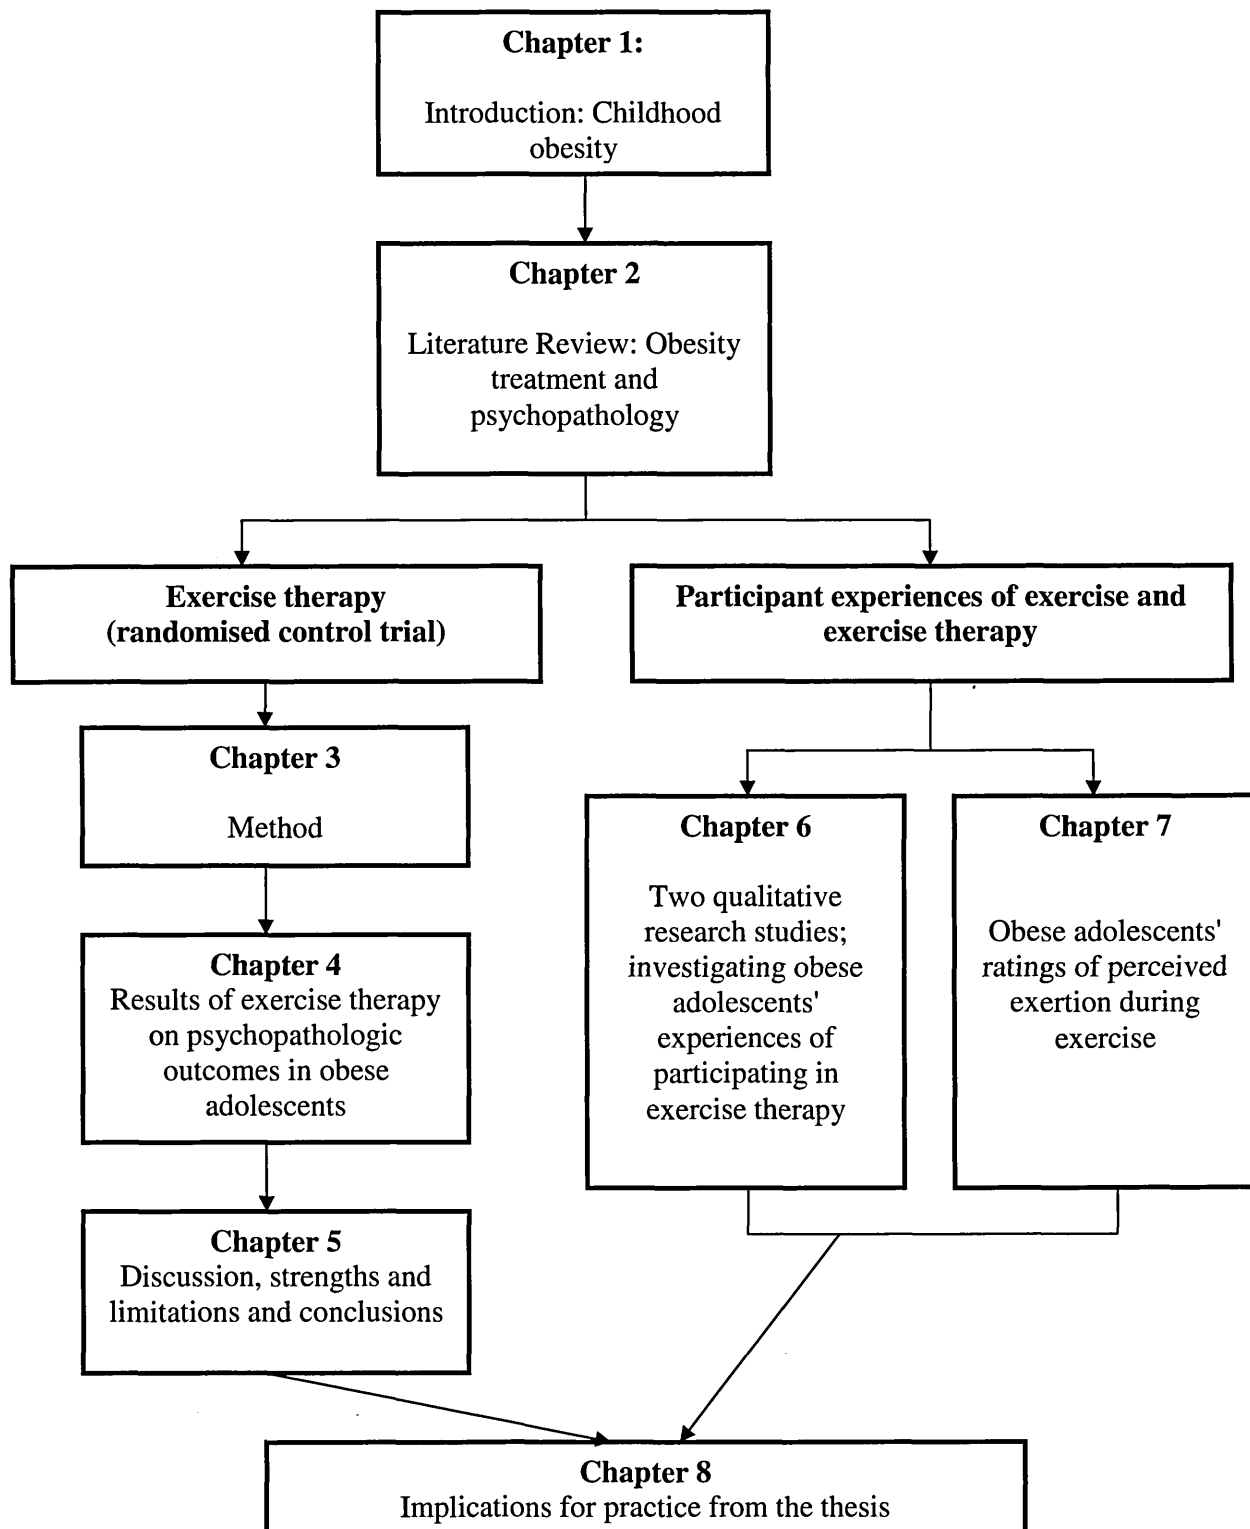 Chapter 1:
Introduction: Childhood
obesity
Chapter 2
Literature Review: Obesity
treatment and
psychopathology
Exercise therapy
(randomised control trial)
Participant experiences of exercise and
exercise therapy
Chapter 3
Method
Chapter 4
Results of exercise therapy
on psychopathologic
outcomes in obese
adolescents
Chapter 5
Discussion, strengths and
limitations and conclusions
Chapter 6
Two qualitative
research studies;
investigating obese
adolescents'
experiences of
participating in
exercise therapy
Chapter 7
Obese adolescents'
ratings of perceived
exertion during
exercise
Chapter 8
Implications for practice from the thesis